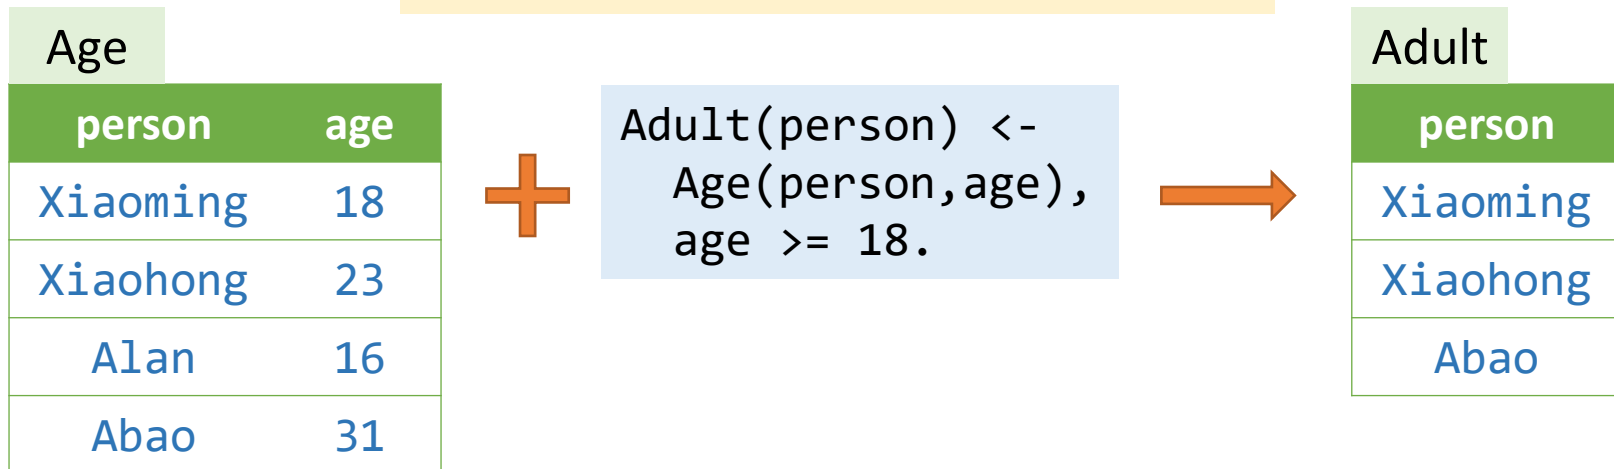 Age
person age
Xiaoming 18
Xiaohong 23
Alan 16
Abao 31
Adult(person) <-
Age(person,age),
age >= 18.
Adult
person
Xiaoming
Xiaohong
Abao